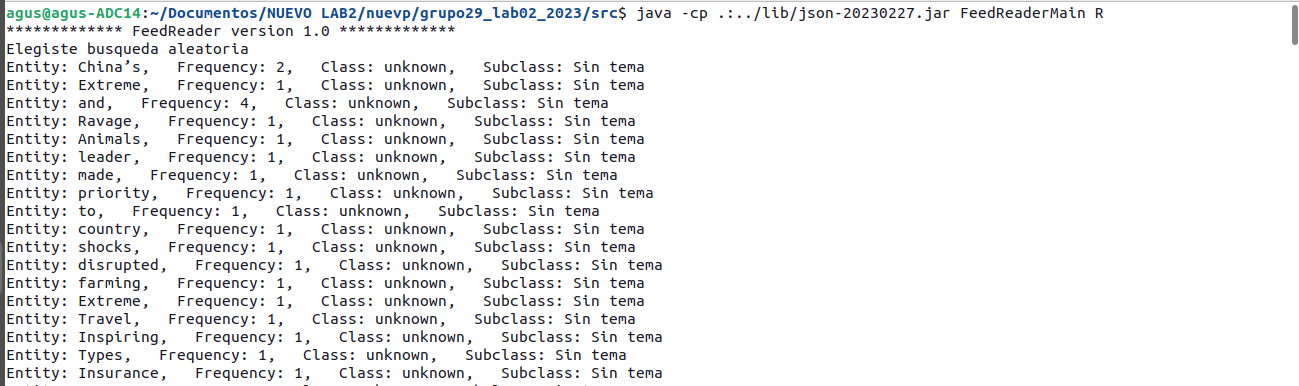 agus@agus-ADC14:~/Documentos/NUEVO LAB2/nuevp/grupo29_lab02_2023/src$ java -cp .:../lib/json-20230227.jar FeedReaderMain R
************* FeedReader version 1.0 *************
Elegiste busqueda aleatoria
Entity: China’s,   Frequency: 2,   Class: unknown,   Subclass: Sin tema
Entity: Extreme,   Frequency: 1,   Class: unknown,   Subclass: Sin tema
Entity: and,   Frequency: 4,   Class: unknown,   Subclass: Sin tema
Entity: Ravage,   Frequency: 1,   Class: unknown,   Subclass: Sin tema
Entity: Animals,   Frequency: 1,   Class: unknown,   Subclass: Sin tema
Entity: leader,   Frequency: 1,   Class: unknown,   Subclass: Sin tema
Entity: made,   Frequency: 1,   Class: unknown,   Subclass: Sin tema
Entity: priority,   Frequency: 1,   Class: unknown,   Subclass: Sin tema
Entity: to,   Frequency: 1,   Class: unknown,   Subclass: Sin tema
Entity: country,   Frequency: 1,   Class: unknown,   Subclass: Sin tema
Entity: shocks,   Frequency: 1,   Class: unknown,   Subclass: Sin tema
Entity: disrupted,   Frequency: 1,   Class: unknown,   Subclass: Sin tema
Entity: farming,   Frequency: 1,   Class: unknown,   Subclass: Sin tema
Entity: Extreme,   Frequency: 1,   Class: unknown,   Subclass: Sin tema
Entity: Travel,   Frequency: 1,   Class: unknown,   Subclass: Sin tema
Entity: Inspiring,   Frequency: 1,   Class: unknown,   Subclass: Sin tema
Entity: Types,   Frequency: 1,   Class: unknown,   Subclass: Sin tema
Entity: Insurance,   Frequency: 1,   Class: unknown,   Subclass: Sin tema